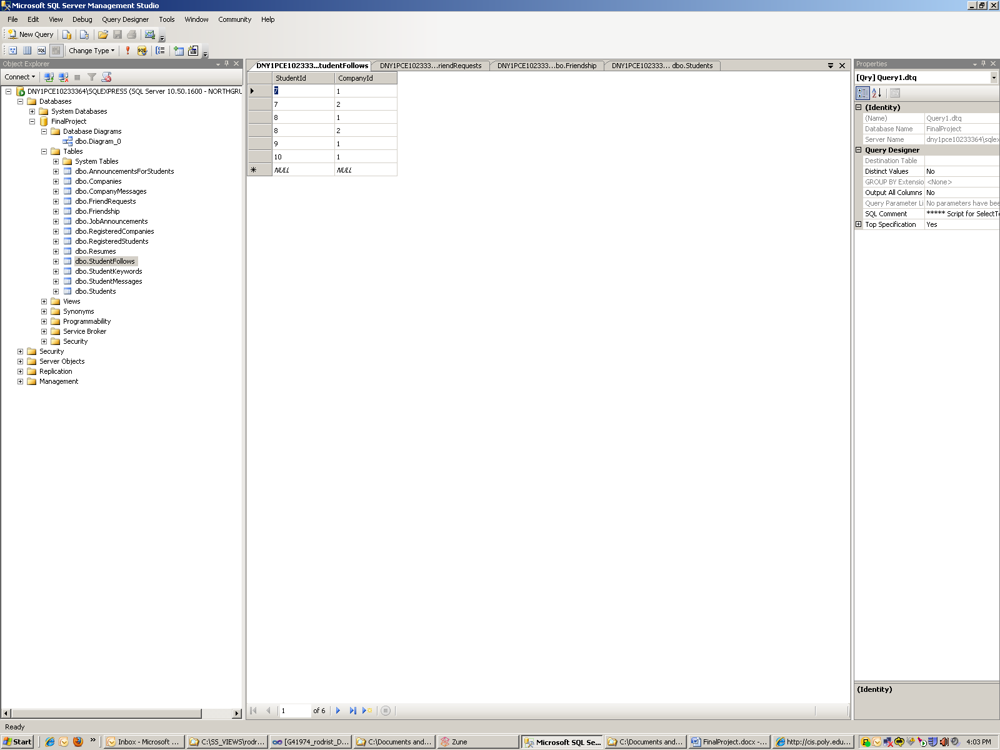 Microsoft SQL Server Management Studio
File Edit View Debug Query Designer Tools Window Community Help
New Query
Change Type
Object Explorer
Connect
DNY1PCE10233364\SQLEXPRESS (SQL Server 10.50.1600 - NORTHGRU
Databases
System Databases
FinalProject
Database Diagrams
dbo.Diagram_0
Tables
System Tables
dbo.AnnouncementsForStudents
dbo.Companies
dbo.CompanyMessages
dbo.FriendRequests
dbo.Friendship
dbo.JobAnnouncements
dbo.RegisteredCompanies
dbo.RegisteredStudents
dbo.Resumes
dbo.StudentFollows
dbo.StudentKeywords
dbo.StudentMessages
dbo.Students
Views
Synonyms
Programmability
Service Broker
Security
Security
Server Objects
Replication
Management
DNY1PCE102333...tudentFollows DNY1PCE102333...riendRequests DNY1PCE102333...bo.Friendship DNY1PCE102333... dbo.Students
StudentId CompanyId
7 1
7 2
8 1
8 2
9 1
10 1
NULL NULL
1 of 6
Properties
[Qry] Query1.dtq
(Identity)
(Name) Query1.dtq
Database Name FinalProject
Server Name dny1pce10233364\sqlex
Query Designer
Destination Table
Distinct Values No
GROUP BY Extensio <None>
Output All Columns No
Query Parameter Li No parameters have bee
SQL Comment ***** Script for SelectT
Top Specification Yes
(Identity)
Ready
Start Inbox - Microsoft ... C:\SS_VIEWS\rodr... [G41974_rodrist_D... C:\Documents and... Zune Microsoft SQL Se... C:\Documents and... FinalProject.docx -... http://cis.poly.edu... 4:03 PM